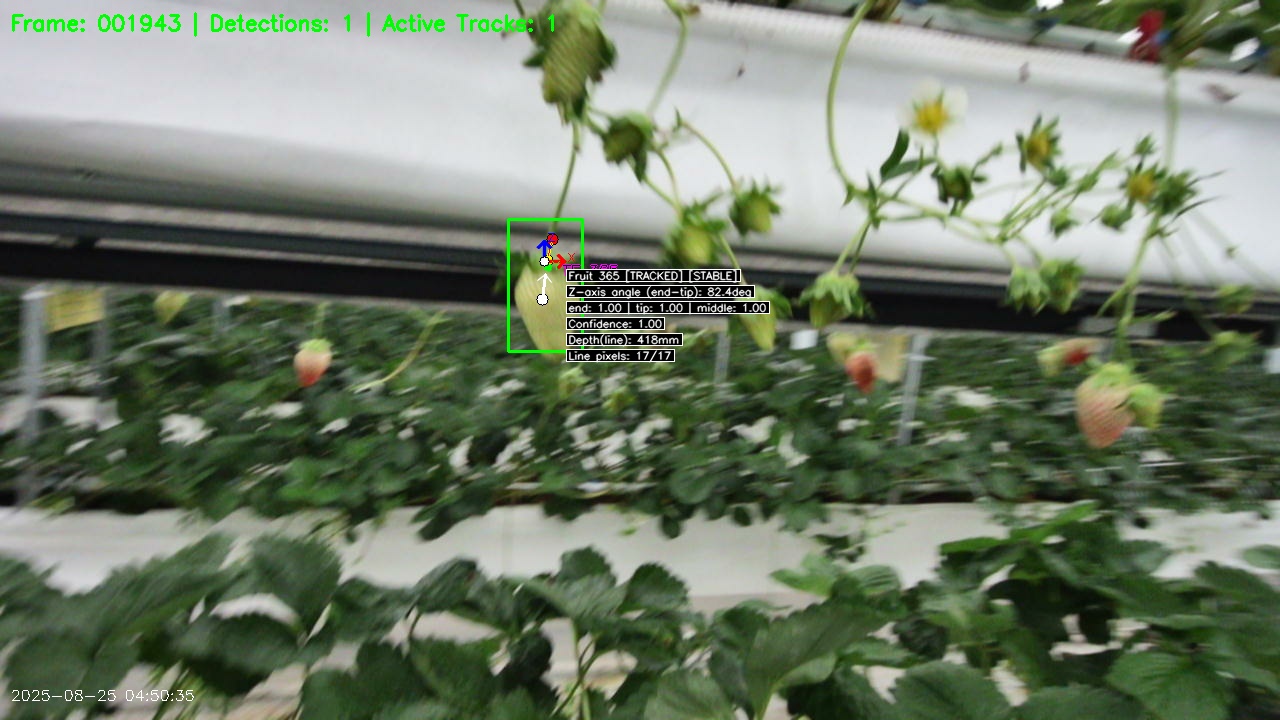 Frame: 001943 | Detections: 1 | Active Tracks: 1
Fruit 365 [TRACKED] [STABLE]
Z-axis angle (end-tip): 82.4deg
end: 1.00 | tip: 1.00 | middle: 1.00
Confidence: 1.00
Depth(line): 418mm
Line pixels: 17/17
2025-08-25 04:50:35